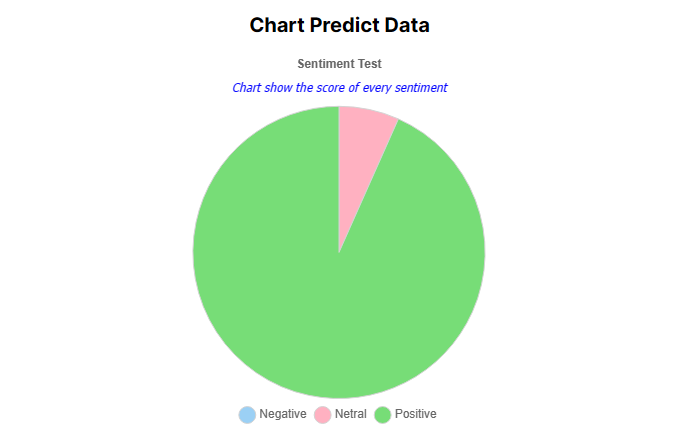 Chart Predict Data
Sentiment Test
Chart show the score of every sentiment
Negative Netral Positive